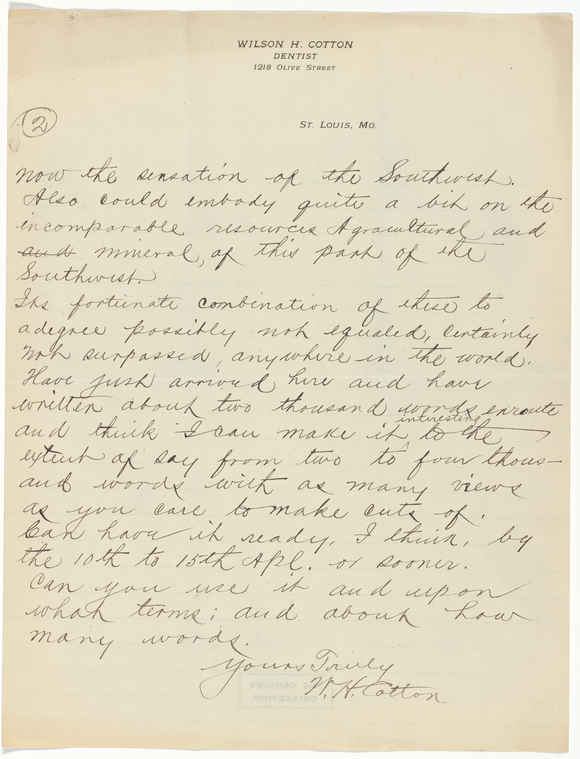 WILSON H. COTTON
DENTIST
1218 OLIVE STREET
2
ST. LOUIS, MO.
now the sensation of the Southwest.
Also could embody quite a bit on the
incomparable resources Agricultural and
and mineral, of this part of the
Southwest.
Its fortunate combination of these to
a degree possibly not equaled, certainly
not surpassed, anywhere in the world.
Have just arrived here and have
written about two thousand words enroute
interesting
and think I can make it to the
extent of say from two to four thous-
and words with as many views
as you care to make cuts of.
Can have it ready, I think, by
the 10th to 15th Apl. or sooner.
Can you use it and upon
what terms; and about how
many words.
Yours Truly
W. H. Cotton
THE CENTURY
COLLECTION